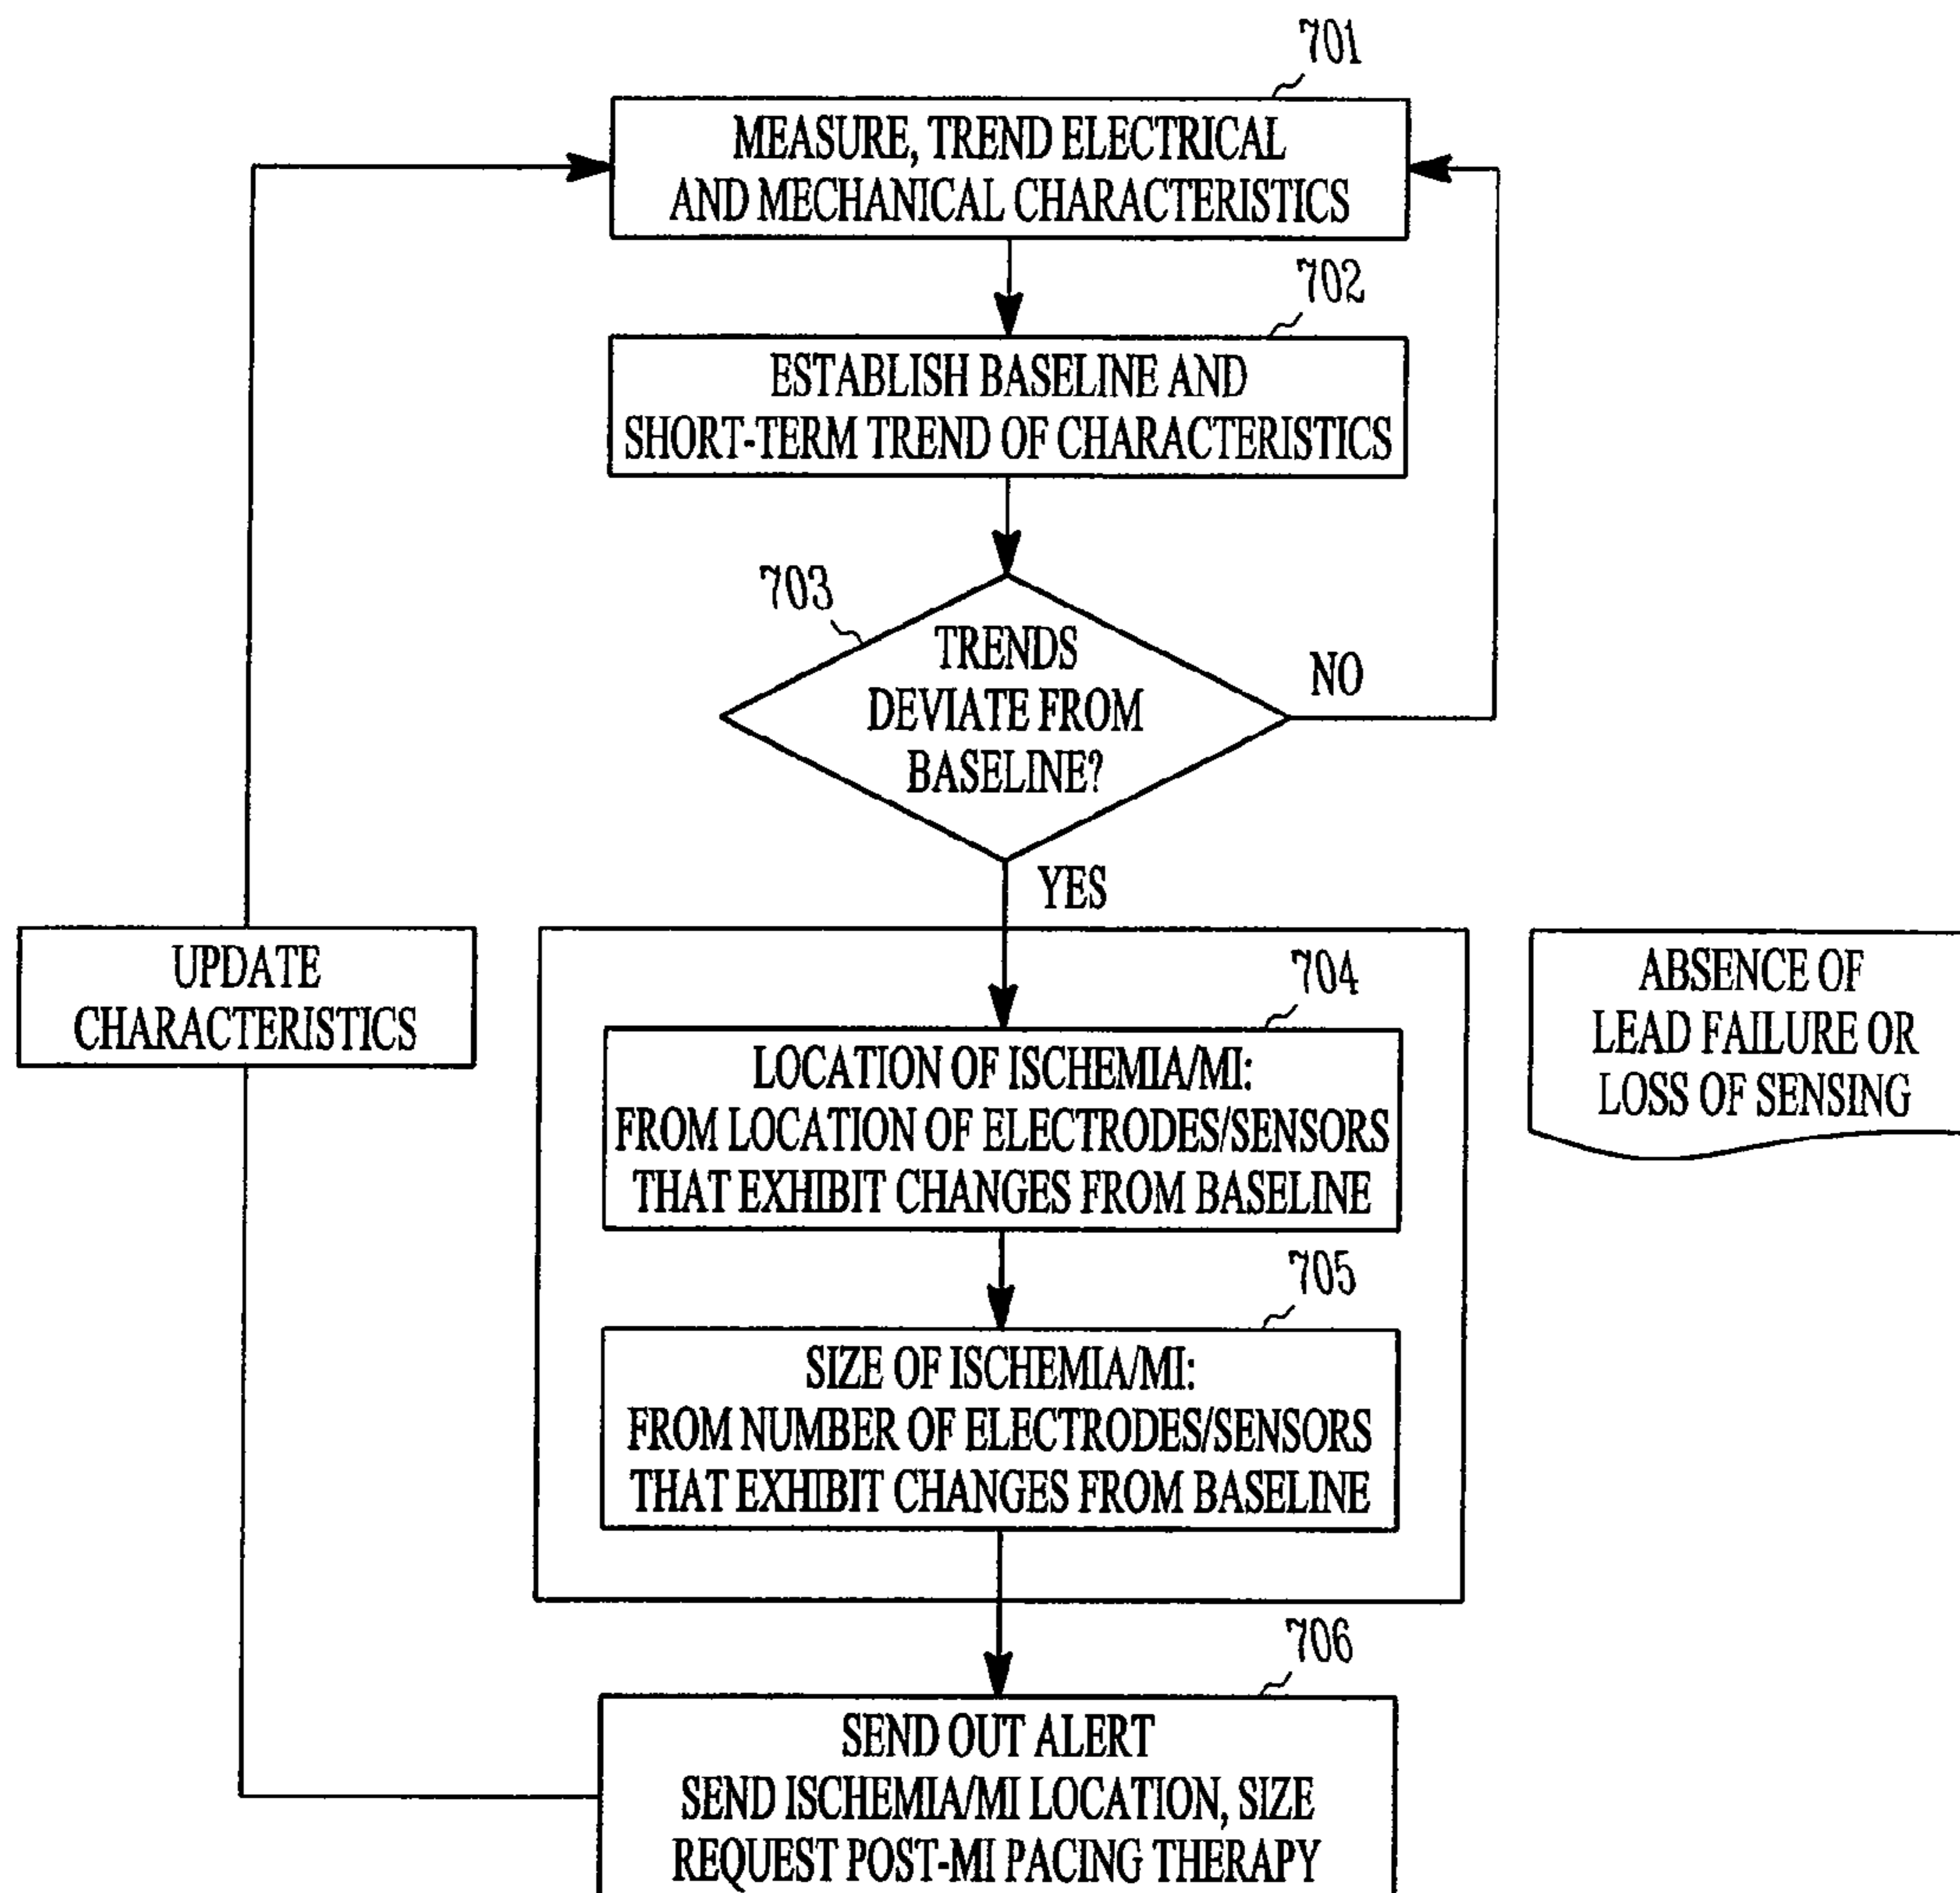 701
MEASURE, TREND ELECTRICAL
AND MECHANICAL CHARACTERISTICS
702
ESTABLISH BASELINE AND
SHORT-TERM TREND OF CHARACTERISTICS
703
TRENDS
DEVIATE FROM
BASELINE?
NO
YES
UPDATE
CHARACTERISTICS
704
LOCATION OF ISCHEMIA/MI:
FROM LOCATION OF ELECTRODES/SENSORS
THAT EXHIBIT CHANGES FROM BASELINE
ABSENCE OF
LEAD FAILURE OR
LOSS OF SENSING
705
SIZE OF ISCHEMIA/MI:
FROM NUMBER OF ELECTRODES/SENSORS
THAT EXHIBIT CHANGES FROM BASELINE
706
SEND OUT ALERT
SEND ISCHEMIA/MI LOCATION, SIZE
REQUEST POST-MI PACING THERAPY